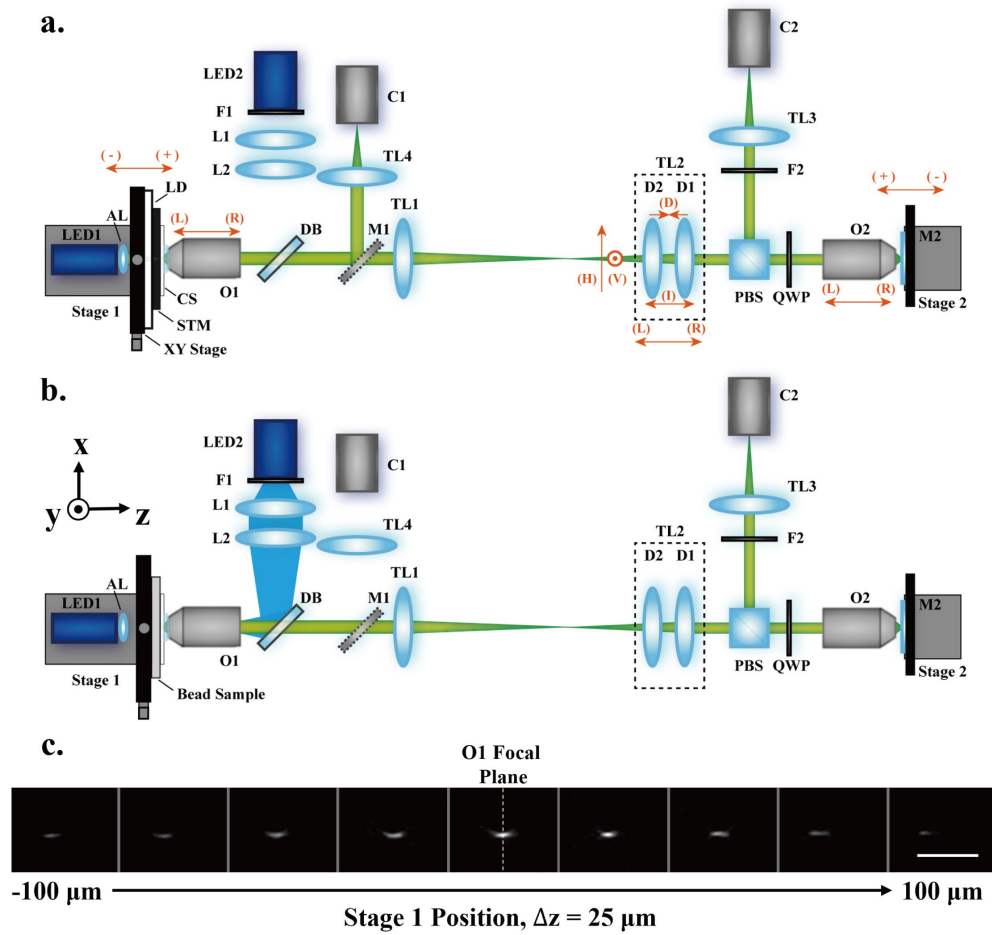 a.
C2
LED2
F1
C1
L1
L2
TL4
TL3
(-) (+)
LD
AL
LED1
(L) (R)
DB
M1
TL1
TL2
D2 D1
(D)
F2
(+) (-)
O2
M2
O1
CS
STM
XY Stage
Stage 1
(H) (V)
(I)
(L) (R)
PBS
QWP
(L) (R)
Stage 2
b.
C2
LED2
F1
C1
L1
L2
TL4
TL3
x
y
z
AL
LED1
DB
M1
TL1
TL2
D2 D1
F2
O2
M2
O1
Stage 1
Bead Sample
PBS
QWP
Stage 2
c.
O1 Focal
Plane
-100 μm
100 μm
Stage 1 Position, Δz = 25 μm